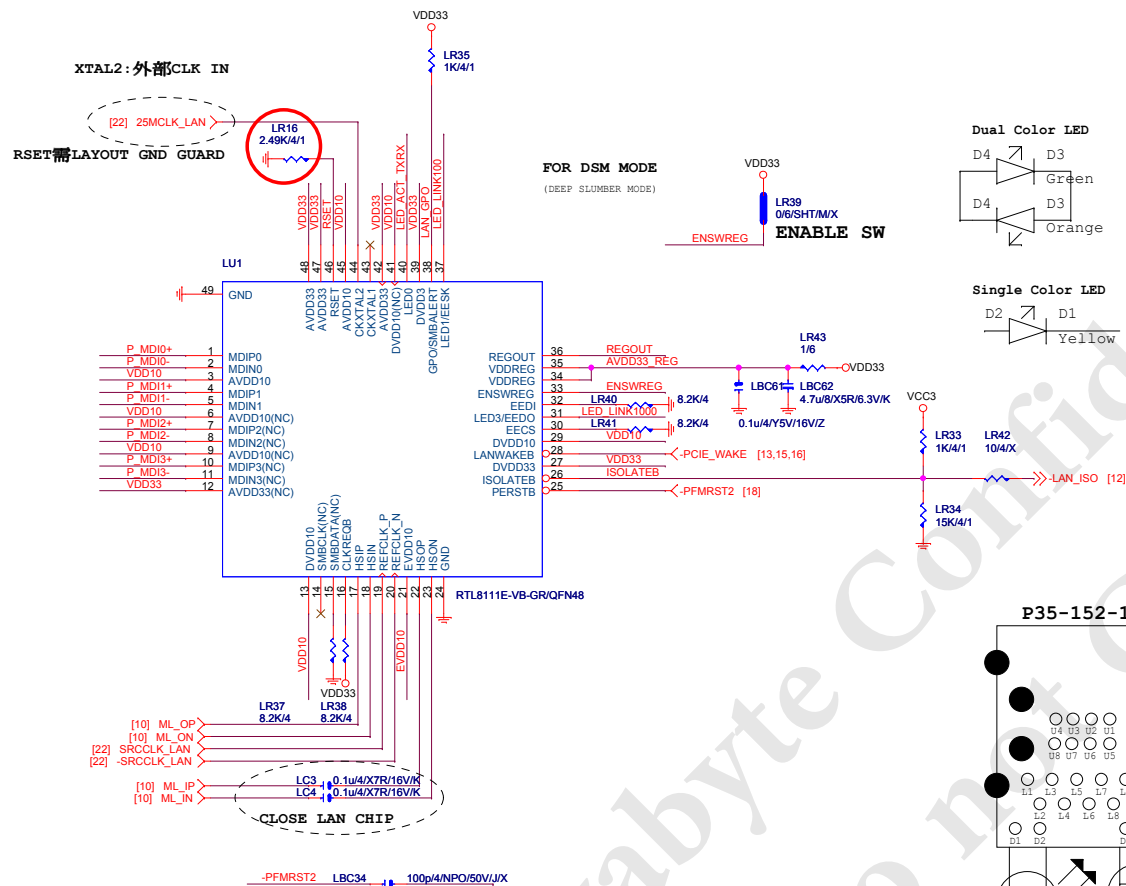 VDD33
LR35
1K/4/1
XTAL2:外部CLK IN
[22] 25MCLK_LAN
LR16
2.49K/4/1
RSET需LAYOUT GND GUARD
FOR DSM MODE
(DEEP SLUMBER MODE)
VDD33
LR39
0/6/SHT/M/X
ENABLE SW
ENSWREG
Dual Color LED
D4 D3
Green
D4 D3
Orange
Single Color LED
D2 D1
Yellow
VDD33
VDD33
RSET
VDD10
VDD33
VDD10
LED_ACT_TXRX
VDD33
LAN_GPO
LED_LINK100
LU1
48 47 46 45 44 43 42 41 40 39 38 37
AVDD33
AVDD33
RSET
AVDD10
CKXTAL2
CKXTAL1
AVDD33
DVDD10(NC)
LED0
DVDD3
GPO/SMBALERT
LED1/EESK
49 GND
P_MDI0+ 1 MDIP0
P_MDI0- 2 MDIN0
VDD10 3 AVDD10
P_MDI1+ 4 MDIP1
P_MDI1- 5 MDIN1
VDD10 6 AVDD10(NC)
P_MDI2+ 7 MDIP2(NC)
P_MDI2- 8 MDIN2(NC)
VDD10 9 AVDD10(NC)
P_MDI3+ 10 MDIP3(NC)
P_MDI3- 11 MDIN3(NC)
VDD33 12 AVDD33(NC)
REGOUT 36 REGOUT
VDDREG 35 AVDD33_REG
VDDREG 34
ENSWREG 33 ENSWREG
EEDI 32 LR40 8.2K/4
LED3/EEDO 31 LED_LINK1000
EECS 30 LR41 8.2K/4
DVDD10 29 VDD10
LANWAKEB 28 -PCIE_WAKE [13,15,16]
DVDD33 27 VDD33
ISOLATEB 26 ISOLATEB
PERSTB 25 -PFMRST2 [18]
LR43
1/6
VDD33
LBC61
0.1u/4/Y5V/16V/Z
LBC62
4.7u/8/X5R/6.3V/K
VCC3
LR33
1K/4/1
LR42
10/4/X
-LAN_ISO [12]
LR34
15K/4/1
DVDD10
SMBCLK(NC)
SMBDATA(NC)
CLKREQB
HSIP
HSIN
REFCLK_P
REFCLK_N
EVDD10
HSOP
HSON
GND
13 14 15 16 17 18 19 20 21 22 23 24
RTL8111E-VB-GR/QFN48
VDD10
EVDD10
VDD33
LR37
8.2K/4
LR38
8.2K/4
[10] ML_OP
[10] ML_ON
[22] SRCCLK_LAN
[22] -SRCCLK_LAN
[10] ML_IP LC3 0.1u/4/X7R/16V/K
[10] ML_IN LC4 0.1u/4/X7R/16V/K
CLOSE LAN CHIP
-PFMRST2 LBC34 100p/4/NPO/50V/J/X
P35-152-1
U4 U3 U2 U1
U8 U7 U6 U5
L1 L3 L5 L7
L2 L4 L6 L8
D1 D2